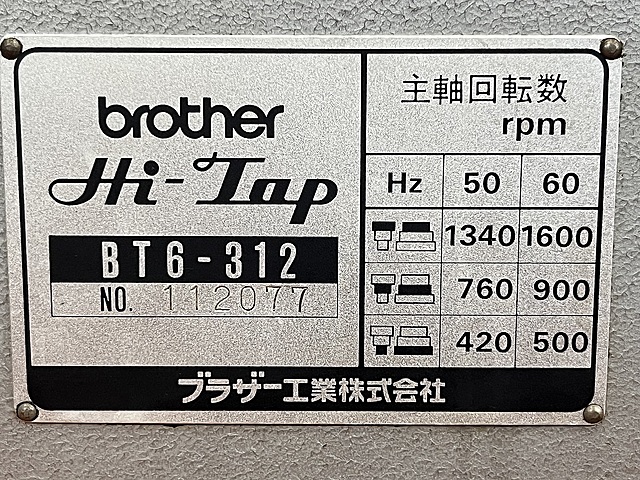 brother
Hi-Tap
BT6-312
NO. 112077
主軸回転数
rpm
Hz 50 60
1340 1600
760 900
420 500
ブラザー工業株式会社